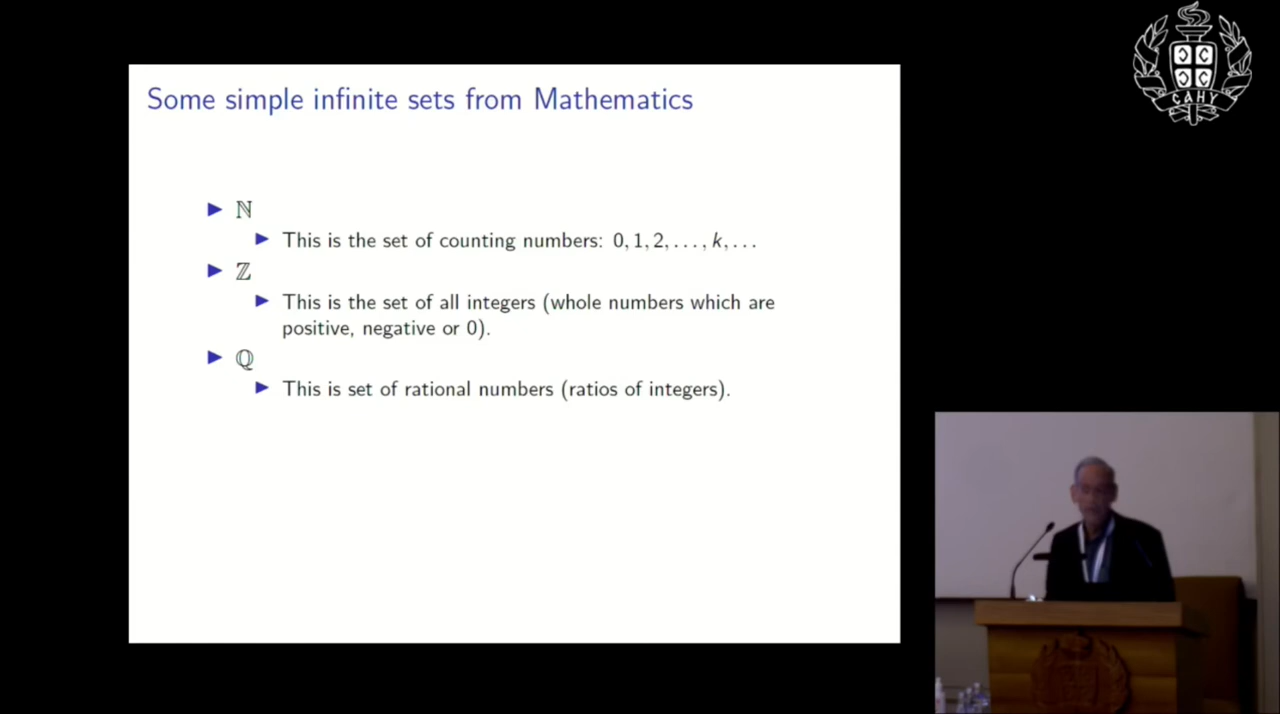 Some simple infinite sets from Mathematics
▶ ℕ
▶ This is the set of counting numbers: 0, 1, 2, . . . , k, . . .
▶ ℤ
▶ This is the set of all integers (whole numbers which are
positive, negative or 0).
▶ ℚ
▶ This is set of rational numbers (ratios of integers).
САНУ